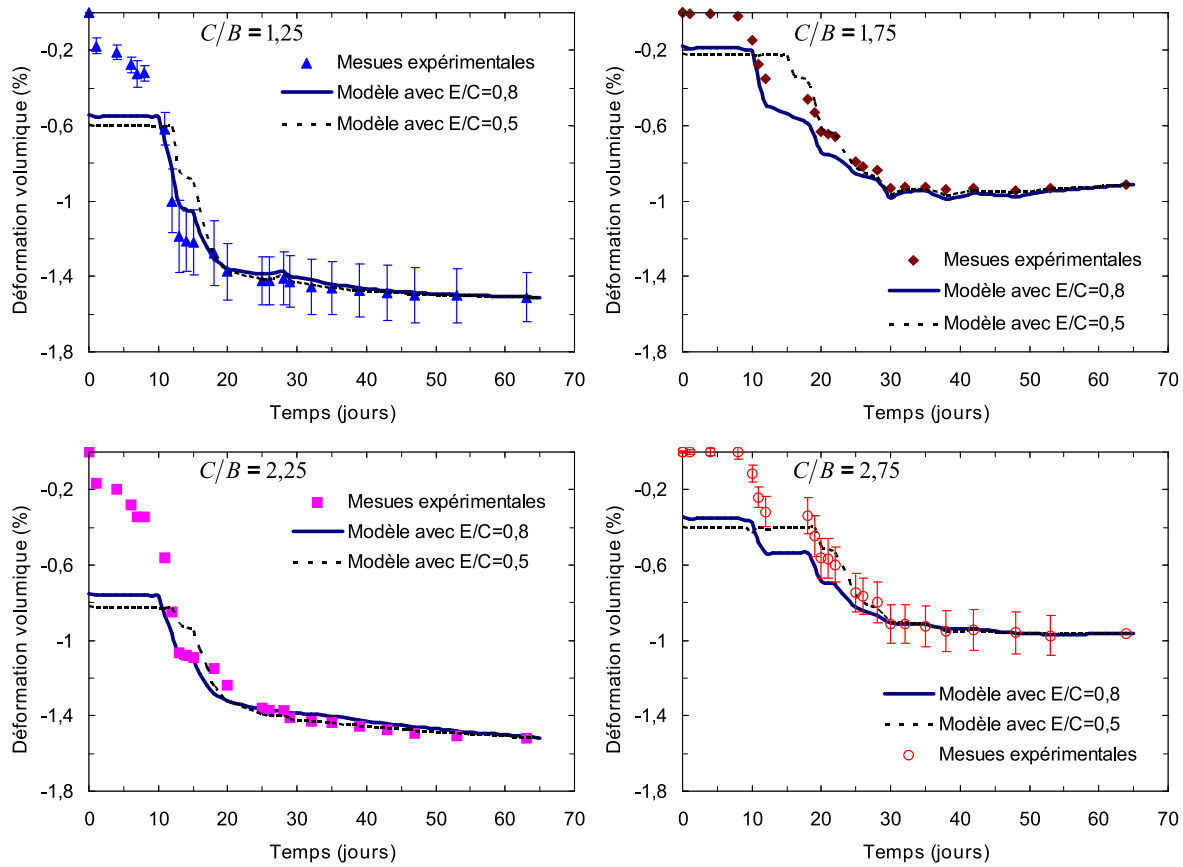 C/B = 1,25
Mesues expérimentales
Modèle avec E/C=0,8
Modèle avec E/C=0,5
Déformation volumique (%)
-0,2
-0,6
-1
-1,4
-1,8
0 10 20 30 40 50 60 70
Temps (jours)
C/B = 1,75
Mesues expérimentales
Modèle avec E/C=0,8
Modèle avec E/C=0,5
Déformation volumique (%)
-0,2
-0,6
-1
-1,4
-1,8
0 10 20 30 40 50 60 70
Temps (jours)
C/B = 2,25
Mesues expérimentales
Modèle avec E/C=0,8
Modèle avec E/C=0,5
Déformation volumique (%)
-0,2
-0,6
-1
-1,4
-1,8
0 10 20 30 40 50 60 70
Temps (jours)
C/B = 2,75
Modèle avec E/C=0,8
Modèle avec E/C=0,5
Mesues expérimentales
Déformation volumique (%)
-0,2
-0,6
-1
-1,4
-1,8
0 10 20 30 40 50 60 70
Temps (jours)